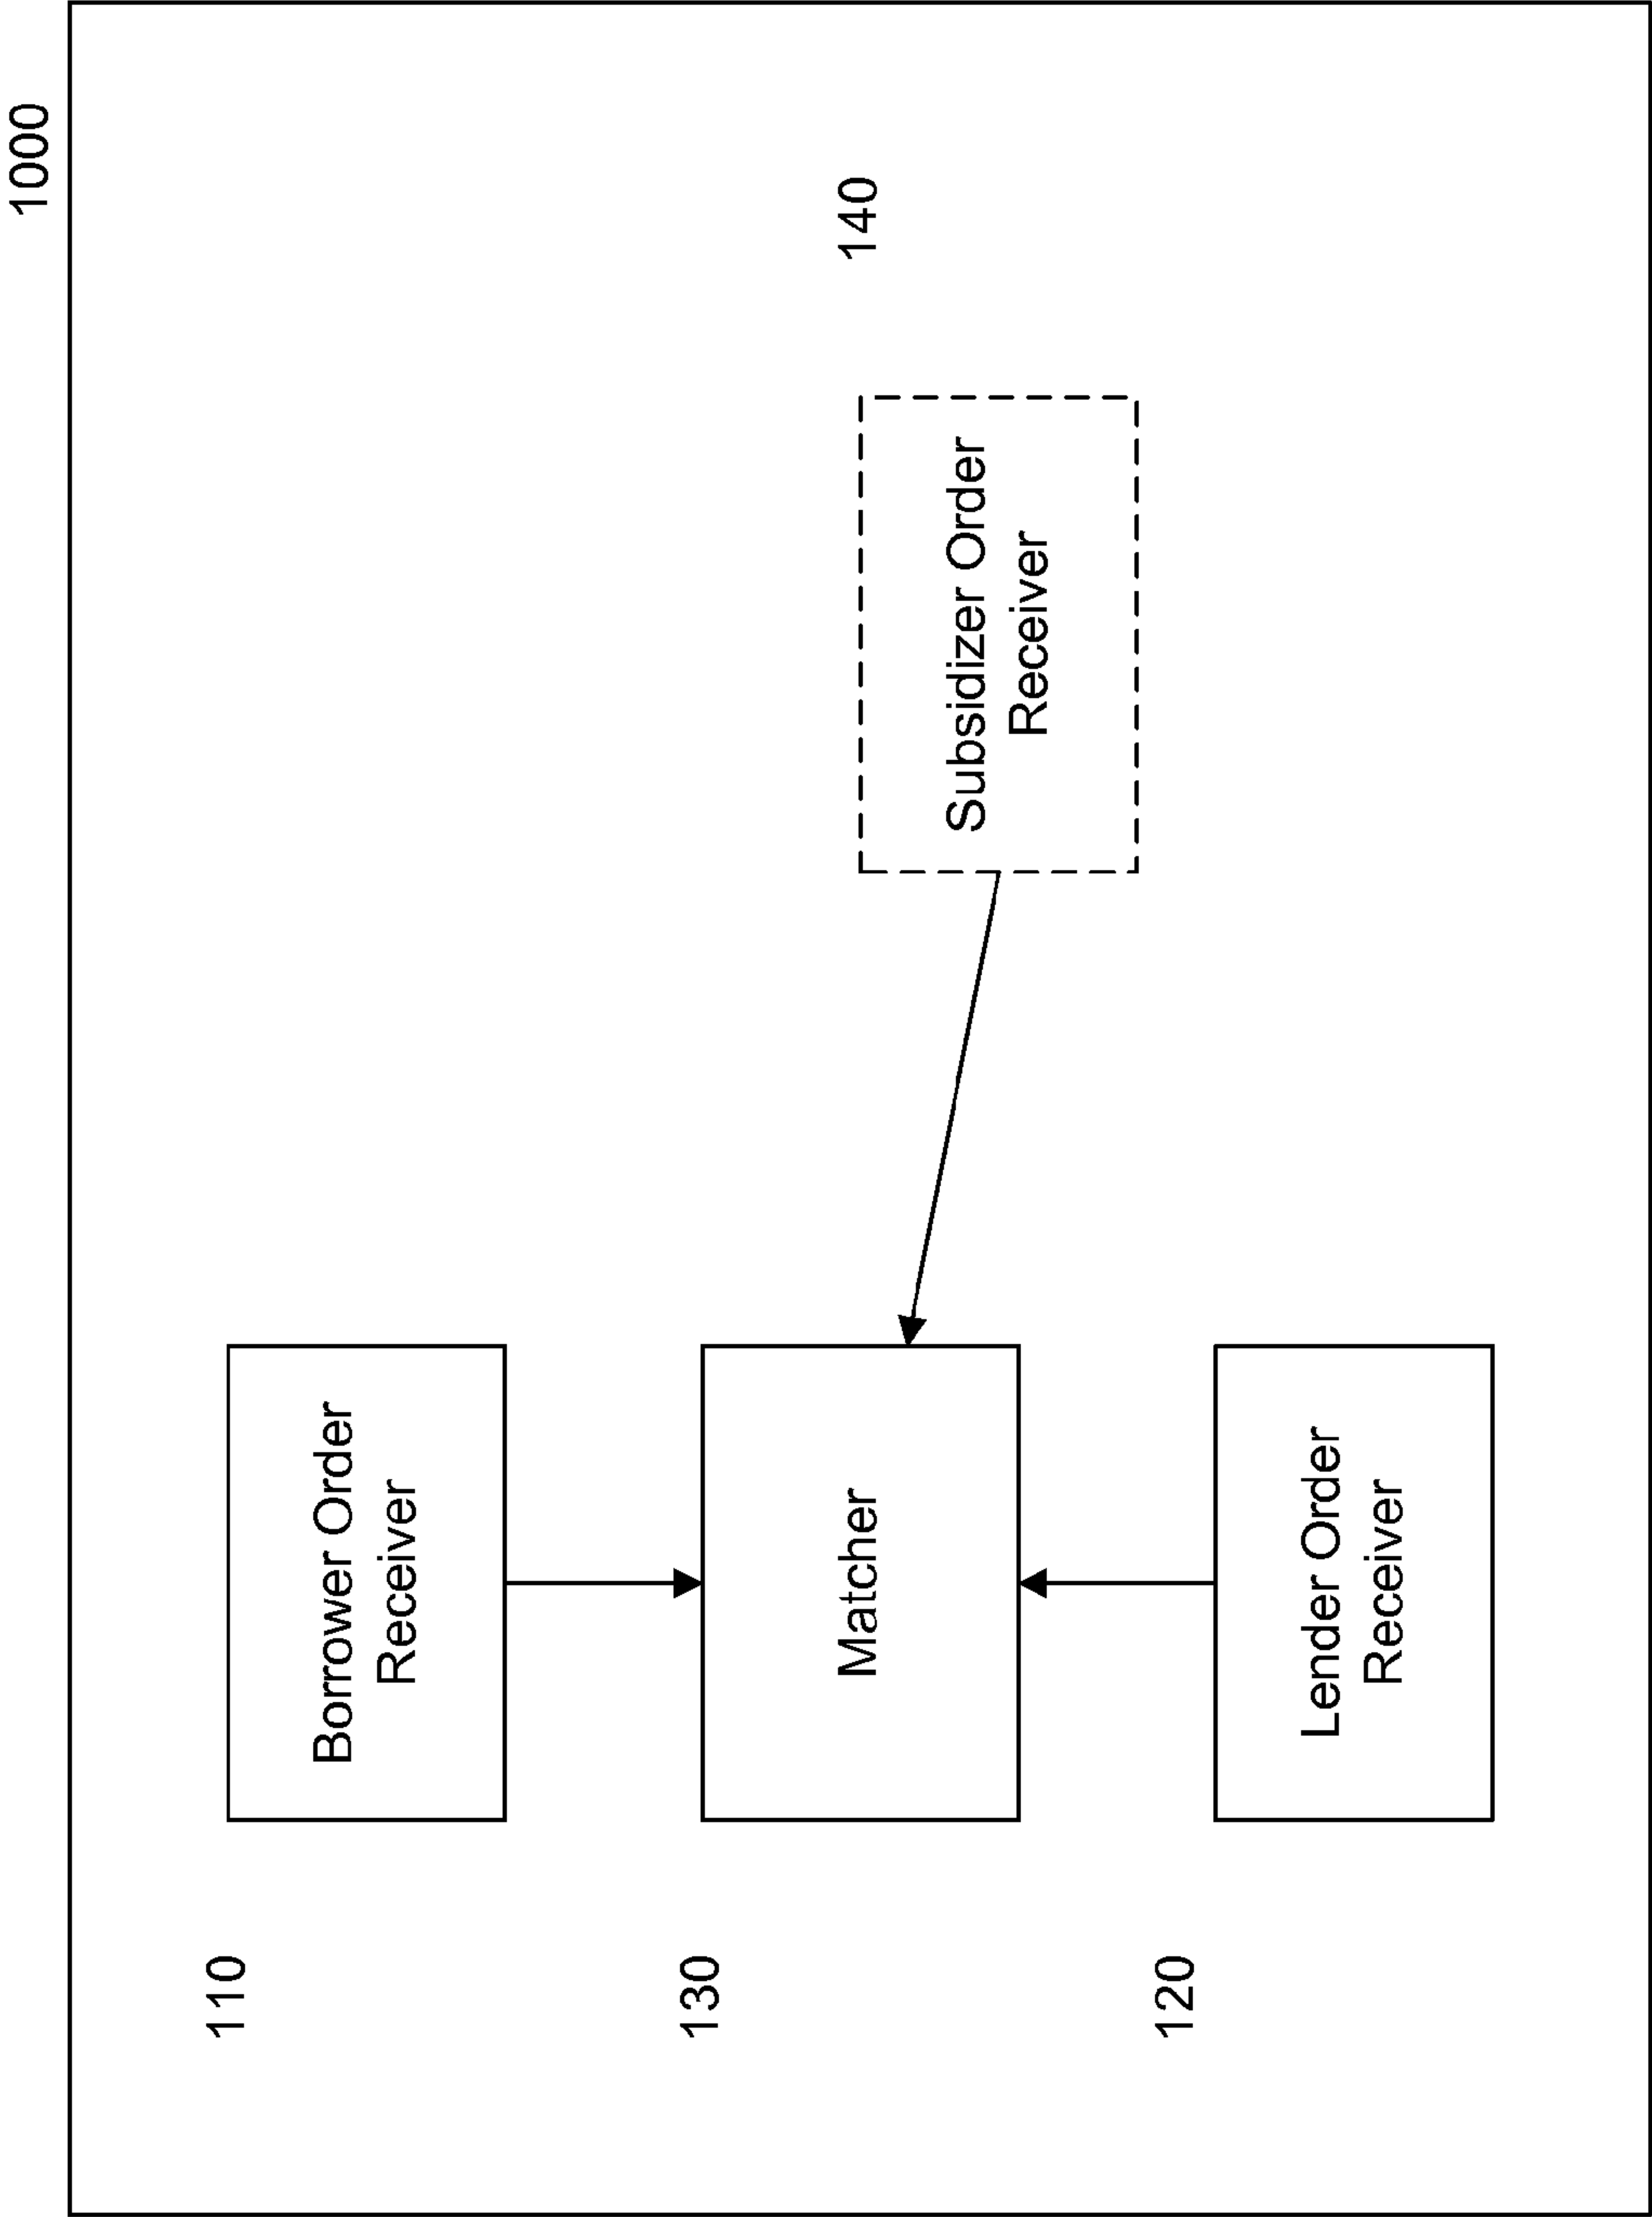 1000
110
Borrower Order
Receiver
130
Matcher
140
Subsidizer Order
Receiver
120
Lender Order
Receiver